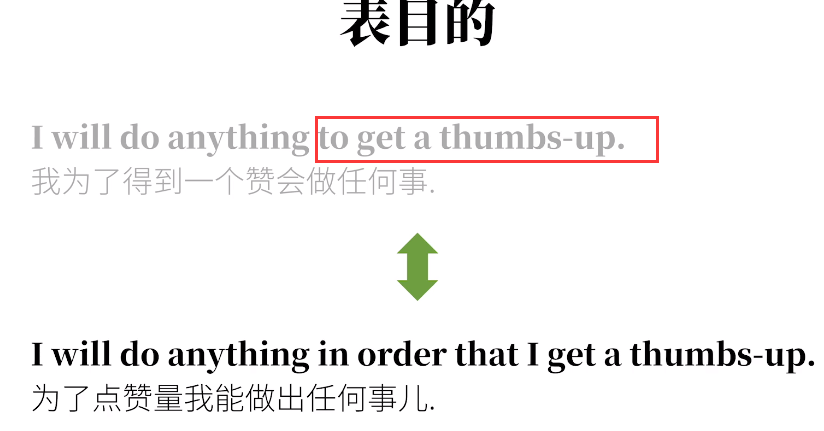 表目的
I will do anything to get a thumbs-up.
我为了得到一个赞会做任何事.
I will do anything in order that I get a thumbs-up.
为了点赞量我能做出任何事儿.